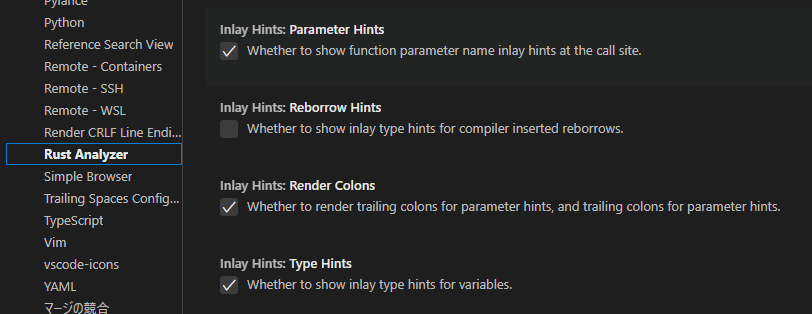 Pylance
Python
Reference Search View
Remote - Containers
Remote - SSH
Remote - WSL
Render CRLF Line Endi...
Rust Analyzer
Simple Browser
Trailing Spaces Config...
TypeScript
Vim
vscode-icons
YAML
マージの競合
Inlay Hints: Parameter Hints
Whether to show function parameter name inlay hints at the call site.
Inlay Hints: Reborrow Hints
Whether to show inlay type hints for compiler inserted reborrows.
Inlay Hints: Render Colons
Whether to render trailing colons for parameter hints, and trailing colons for parameter hints.
Inlay Hints: Type Hints
Whether to show inlay type hints for variables.